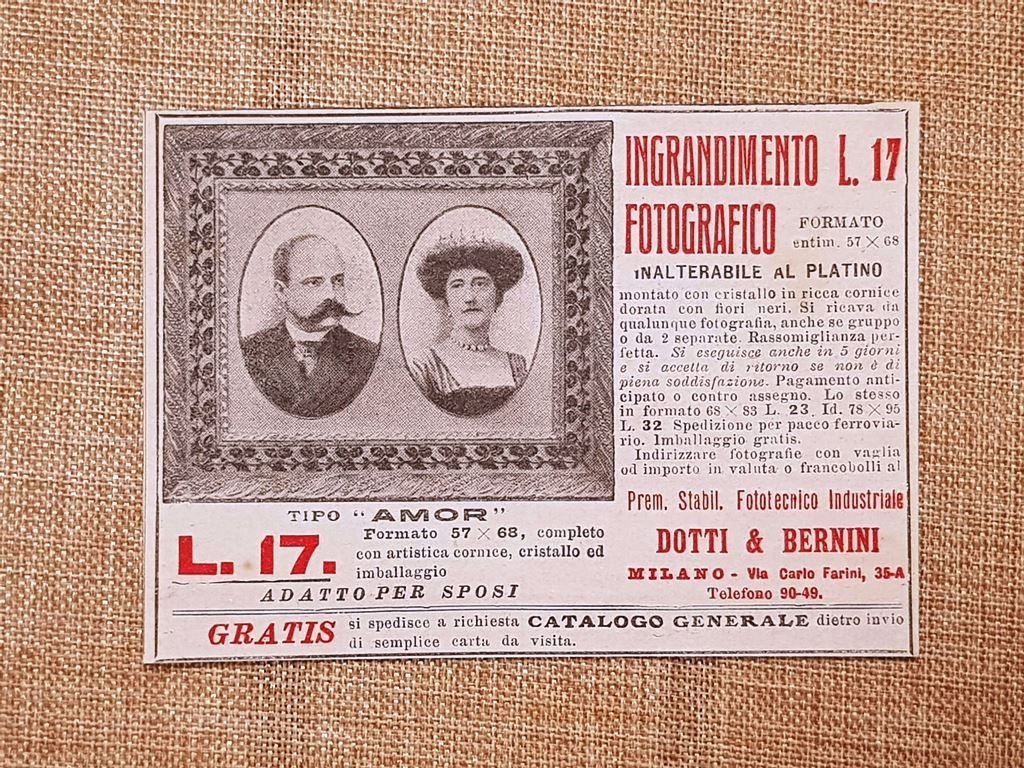 INGRANDIMENTO L. 17
FOTOGRAFICO
FORMATO
entim. 57 × 68
INALTERABILE AL PLATINO
montato con cristallo in ricca cornice
dorata con fiori neri. Si ricava da
qualunque fotografia, anche se gruppo
o da 2 separate. Rassomiglianza per-
fetta. Si eseguisce anche in 5 giorni
e si accetta di ritorno se non è di
piena soddisfazione. Pagamento anti-
cipato o contro assegno. Lo stesso
in formato 68 × 83 L. 23. Id. 78 × 95
L. 32 Spedizione per pacco ferrovia-
rio. Imballaggio gratis.
Indirizzare fotografie con vaglia
od importo in valuta o francobolli al
Prem. Stabil. Fototecnico Industriale
DOTTI & BERNINI
MILANO - Via Carlo Farini, 35-A
Telefono 90-49.
TIPO "AMOR"
L. 17.
Formato 57 × 68, completo
con artistica cornice, cristallo ed
imballaggio
ADATTO PER SPOSI
GRATIS si spedisce a richiesta CATALOGO GENERALE dietro invio
di semplice carta da visita.